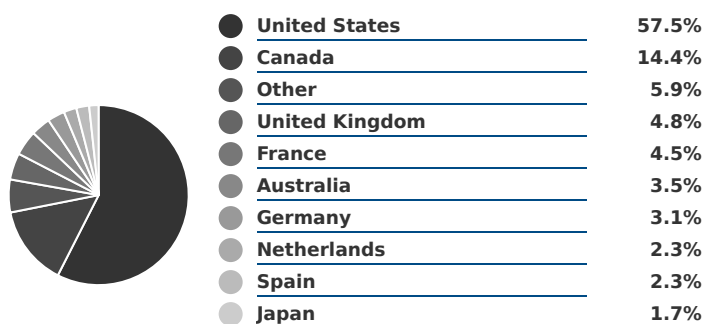 United States 57.5%
Canada 14.4%
Other 5.9%
United Kingdom 4.8%
France 4.5%
Australia 3.5%
Germany 3.1%
Netherlands 2.3%
Spain 2.3%
Japan 1.7%